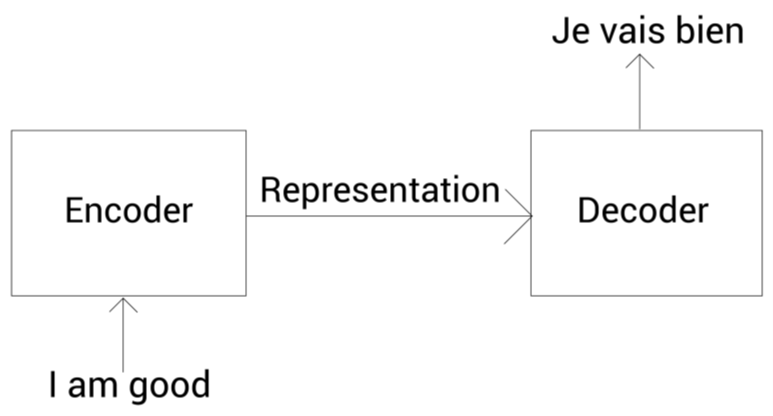 Je vais bien
Encoder
Representation
Decoder
I am good